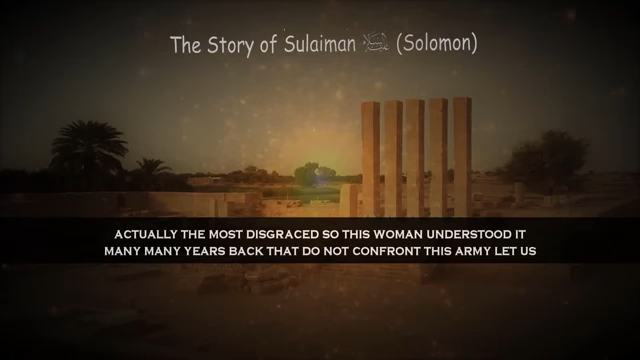 The Story of Sulaiman (Solomon)
ACTUALLY THE MOST DISGRACED SO THIS WOMAN UNDERSTOOD IT
MANY MANY YEARS BACK THAT DO NOT CONFRONT THIS ARMY LET US